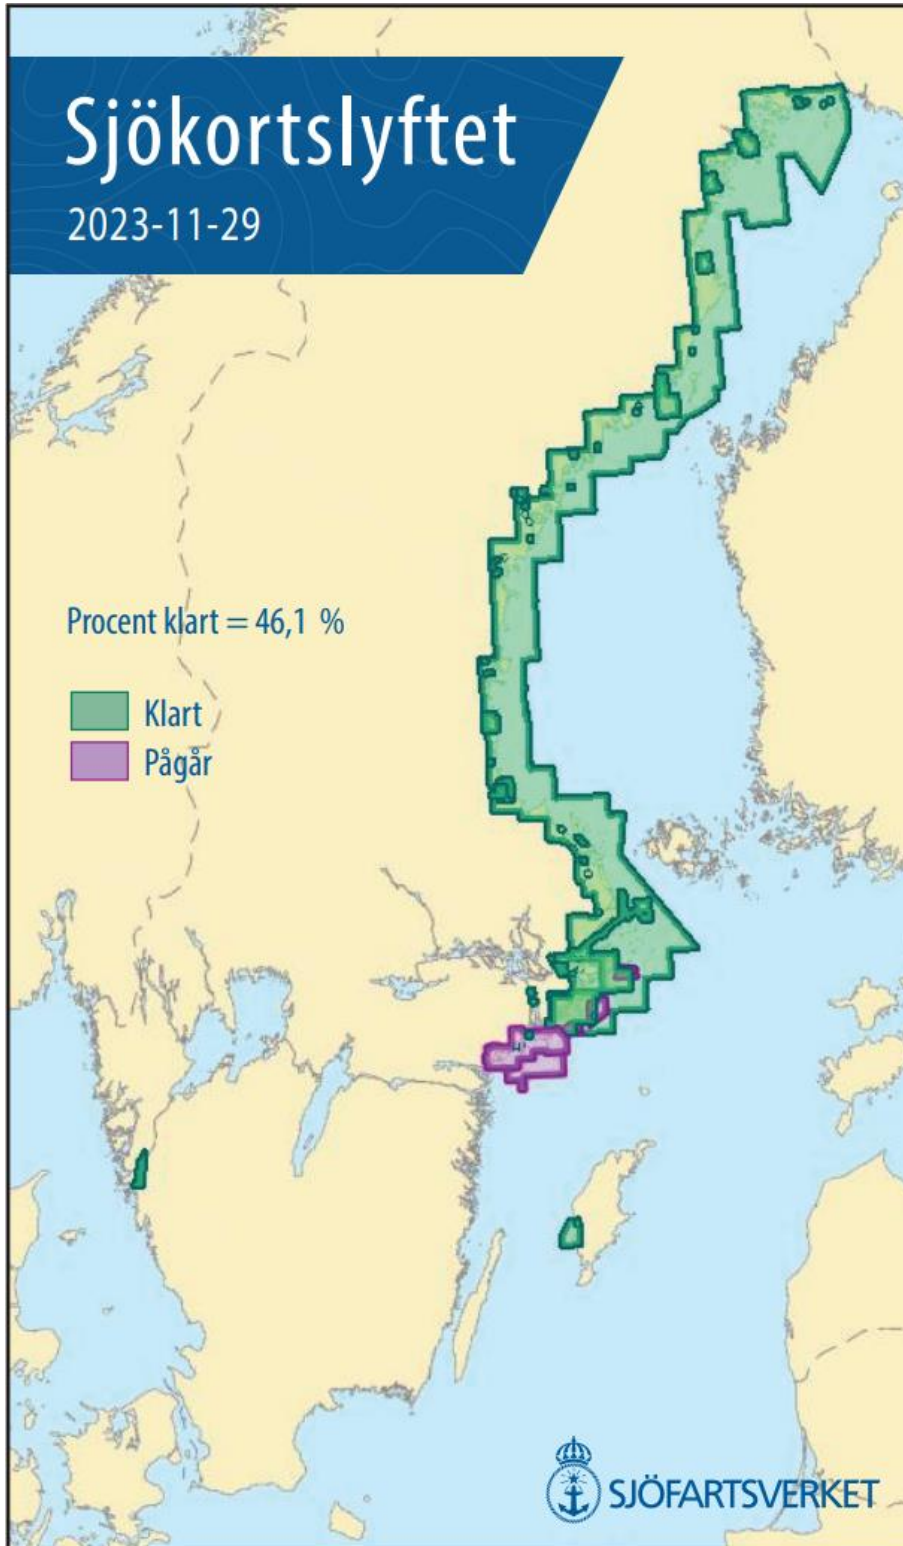 Sjökortslyftet
2023-11-29
Procent klart = 46,1 %
Klart
Pågår
SJÖFARTSVERKET